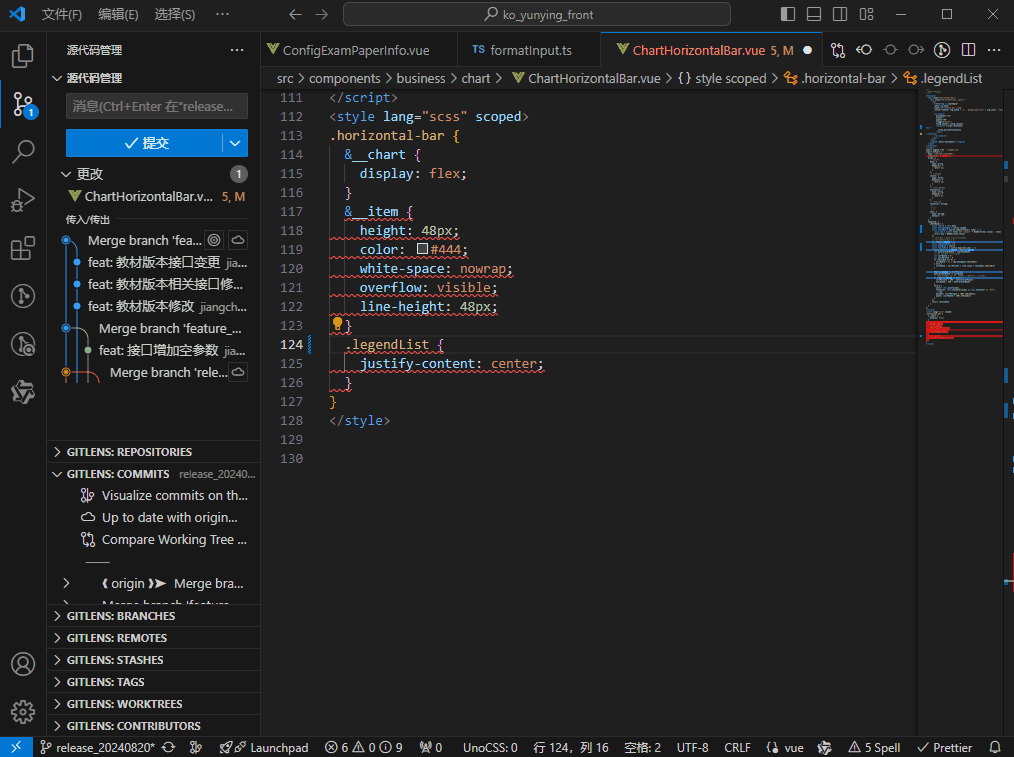 文件(F) 编辑(E) 选择(S) ··· ko_yunying_front
源代码管理 ···
源代码管理
消息(Ctrl+Enter 在"release...
提交
更改 1
ChartHorizontalBar.v... 5, M
传入/传出
Merge branch 'fea...
feat: 教材版本接口变更 jia...
feat: 教材版本相关接口修...
feat: 教材版本修改 jiangch...
Merge branch 'feature_...
feat: 接口增加空参数 jia...
Merge branch 'rele...
GITLENS: REPOSITORIES
GITLENS: COMMITS release_20240...
Visualize commits on th...
Up to date with origin...
Compare Working Tree ...
origin Merge bra...
Merge branch 'feature
GITLENS: BRANCHES
GITLENS: REMOTES
GITLENS: STASHES
GITLENS: TAGS
GITLENS: WORKTREES
GITLENS: CONTRIBUTORS
1
ConfigExamPaperInfo.vue TS formatInput.ts ChartHorizontalBar.vue 5, M ···
src > components > business > chart > ChartHorizontalBar.vue > {} style scoped > .horizontal-bar > .legendList
111 </script>
112 <style lang="scss" scoped>
113 .horizontal-bar {
114 &__chart {
115 display: flex;
116 }
117 &__item {
118 height: 48px;
119 color: #444;
120 white-space: nowrap;
121 overflow: visible;
122 line-height: 48px;
123 }
124 .legendList {
125 justify-content: center;
126 }
127 }
128 </style>
129
130
release_20240820* Launchpad 6 0 9 0 UnoCSS: 0 行 124，列 16 空格: 2 UTF-8 CRLF {} vue 5 Spell Prettier